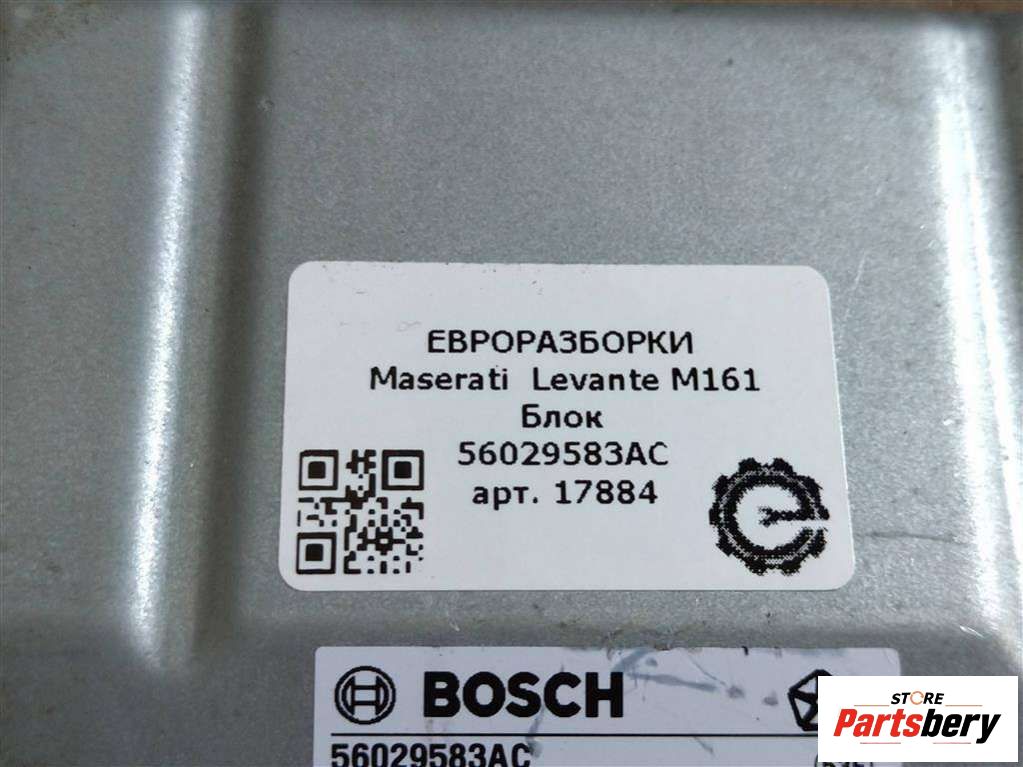 ЕВРОРАЗБОРКИ
Maserati Levante M161
Блок
56029583AC
арт. 17884
BOSCH
56029583AC
STORE
Partsbery